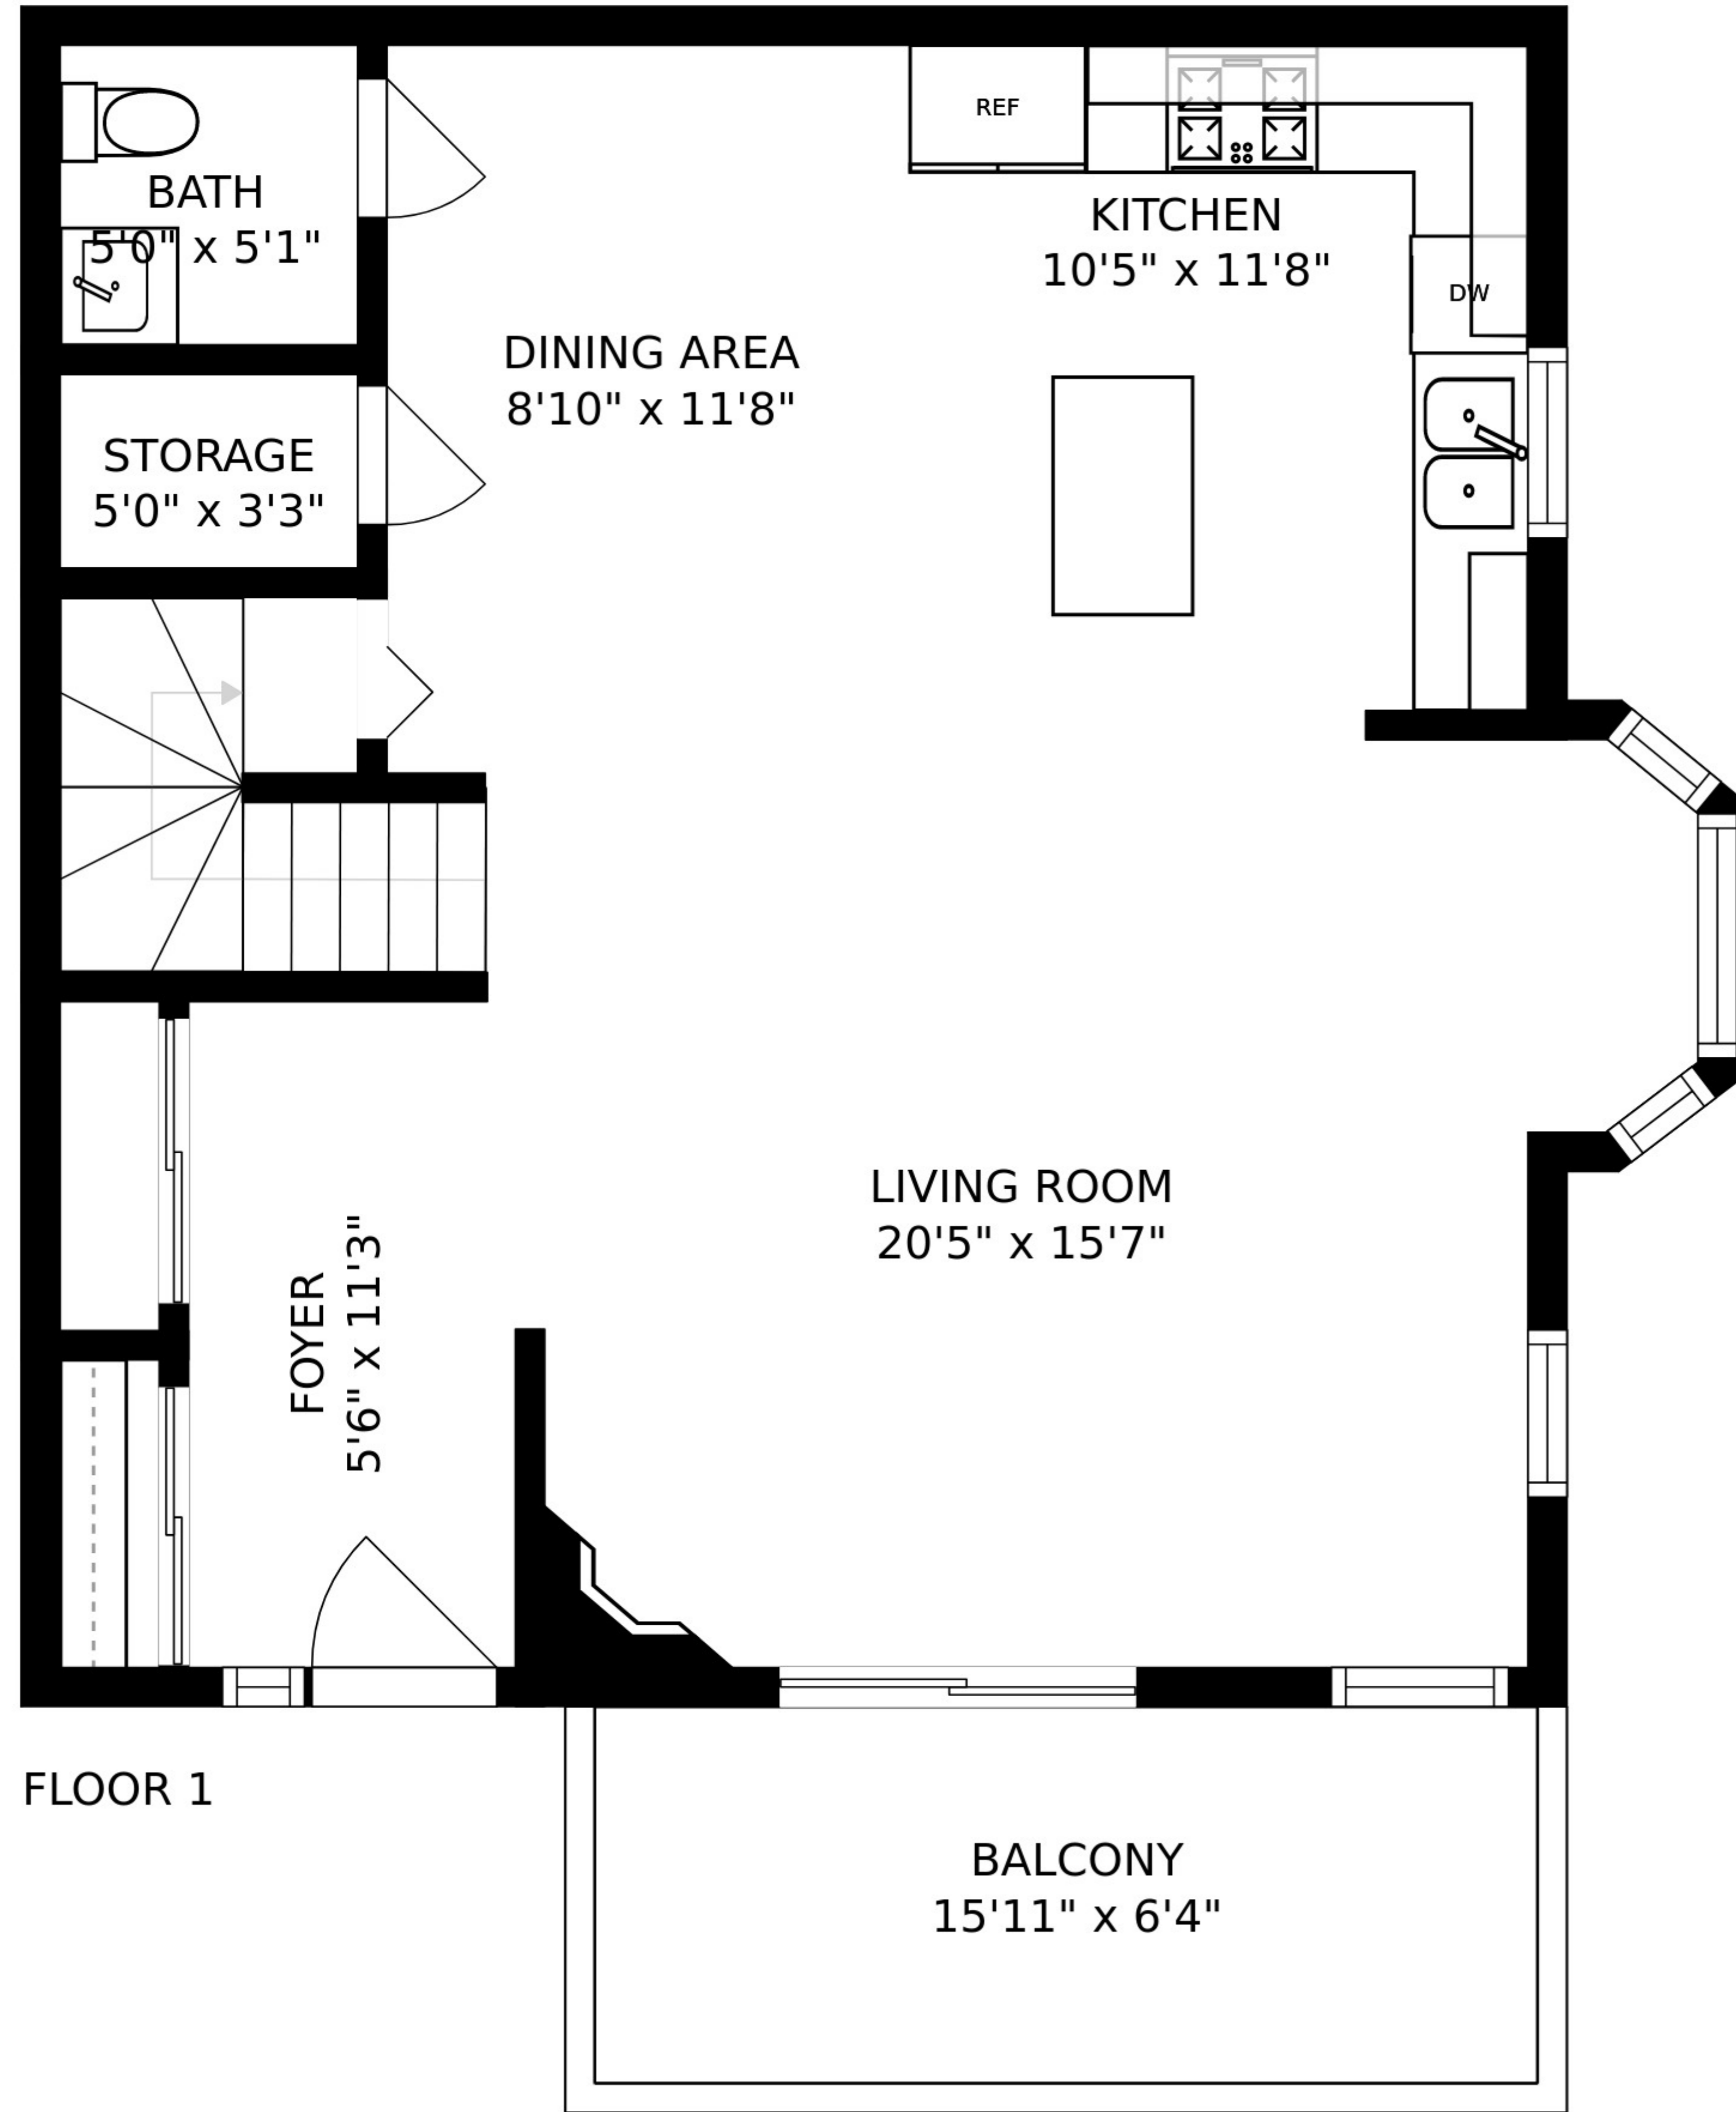 REF
BATH
5'0" x 5'1"
KITCHEN
10'5" x 11'8"
DW
DINING AREA
8'10" x 11'8"
STORAGE
5'0" x 3'3"
LIVING ROOM
20'5" x 15'7"
FOYER
5'6" x 11'3"
FLOOR 1
BALCONY
15'11" x 6'4"